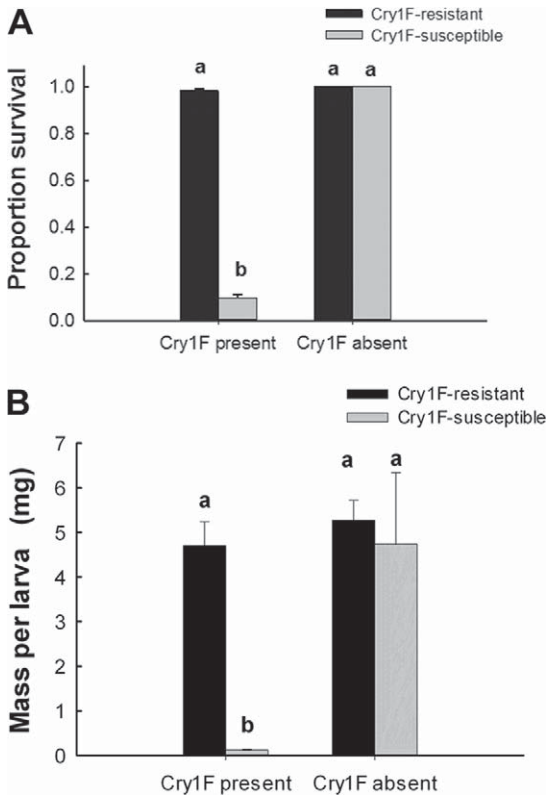 A
Cry1F-resistant
Cry1F-susceptible
Proportion survival
1.0
0.8
0.6
0.4
0.2
0.0
a
b
a
a
Cry1F present
Cry1F absent
B
Cry1F-resistant
Cry1F-susceptible
Mass per larva (mg)
7
6
5
4
3
2
1
0
a
b
a
a
Cry1F present
Cry1F absent